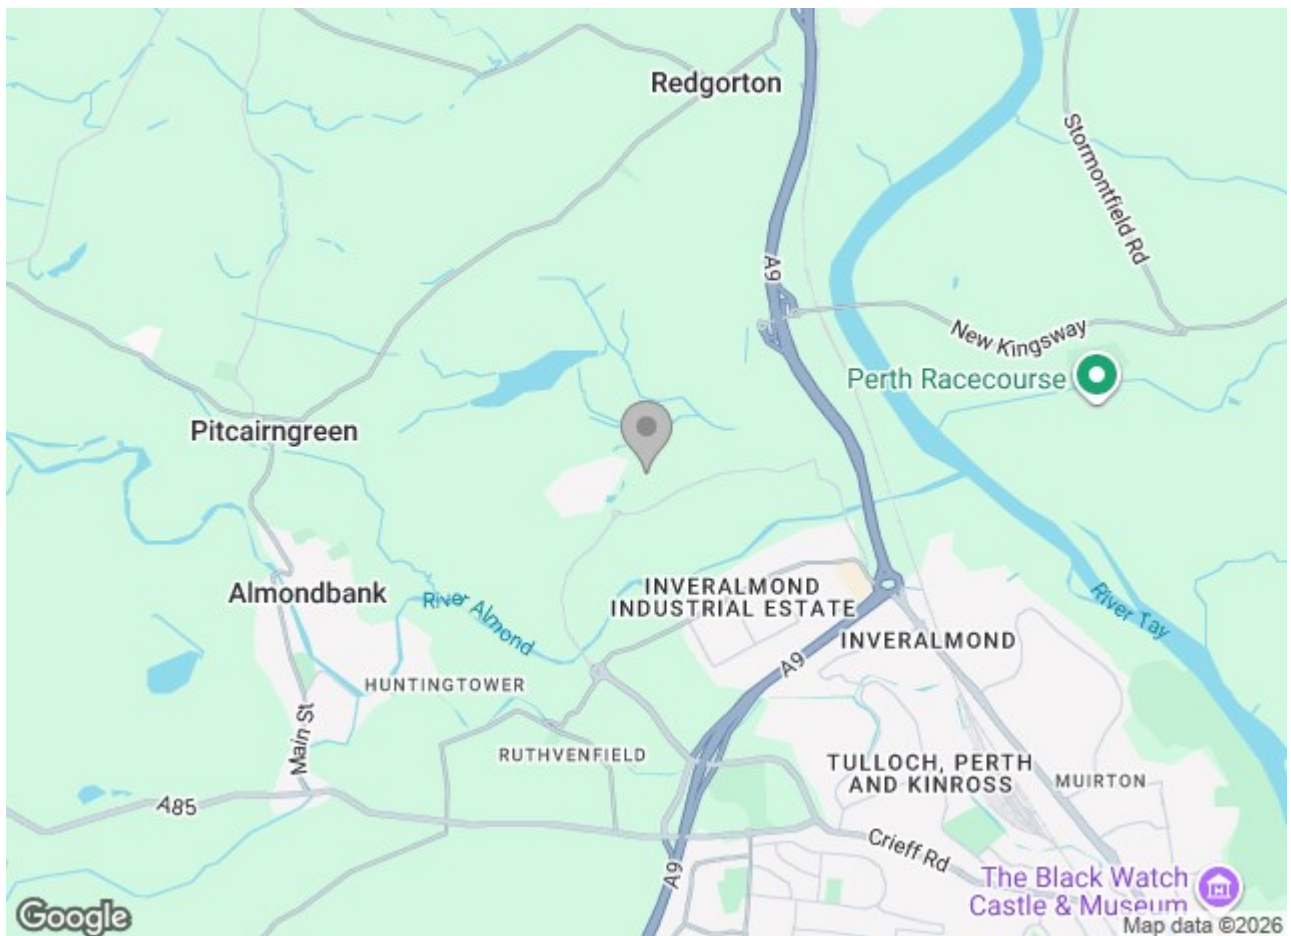 Redgorton
Stormontfield Rd
A9
New Kingsway
Perth Racecourse
Pitcairngreen
Almondbank
River Almond
INVERALMOND
INDUSTRIAL ESTATE
River Tay
INVERALMOND
A9
HUNTINGTOWER
Main St
RUTHVENFIELD
TULLOCH, PERTH
AND KINROSS
MUIRTON
A85
Crieff Rd
A9
The Black Watch
Castle & Museum
Google
Map data ©2026